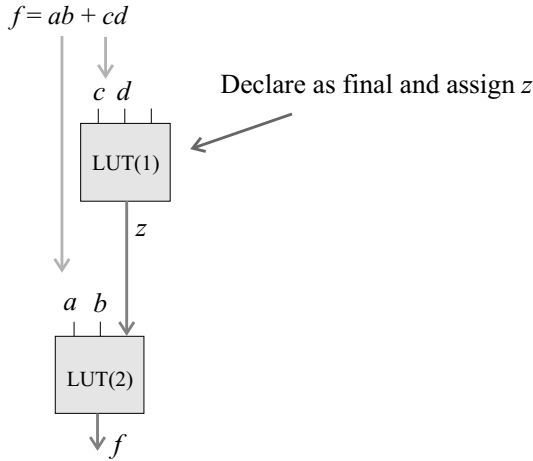 f = ab + cd
Declare as final and assign z
c d
LUT(1)
z
a b
LUT(2)
f